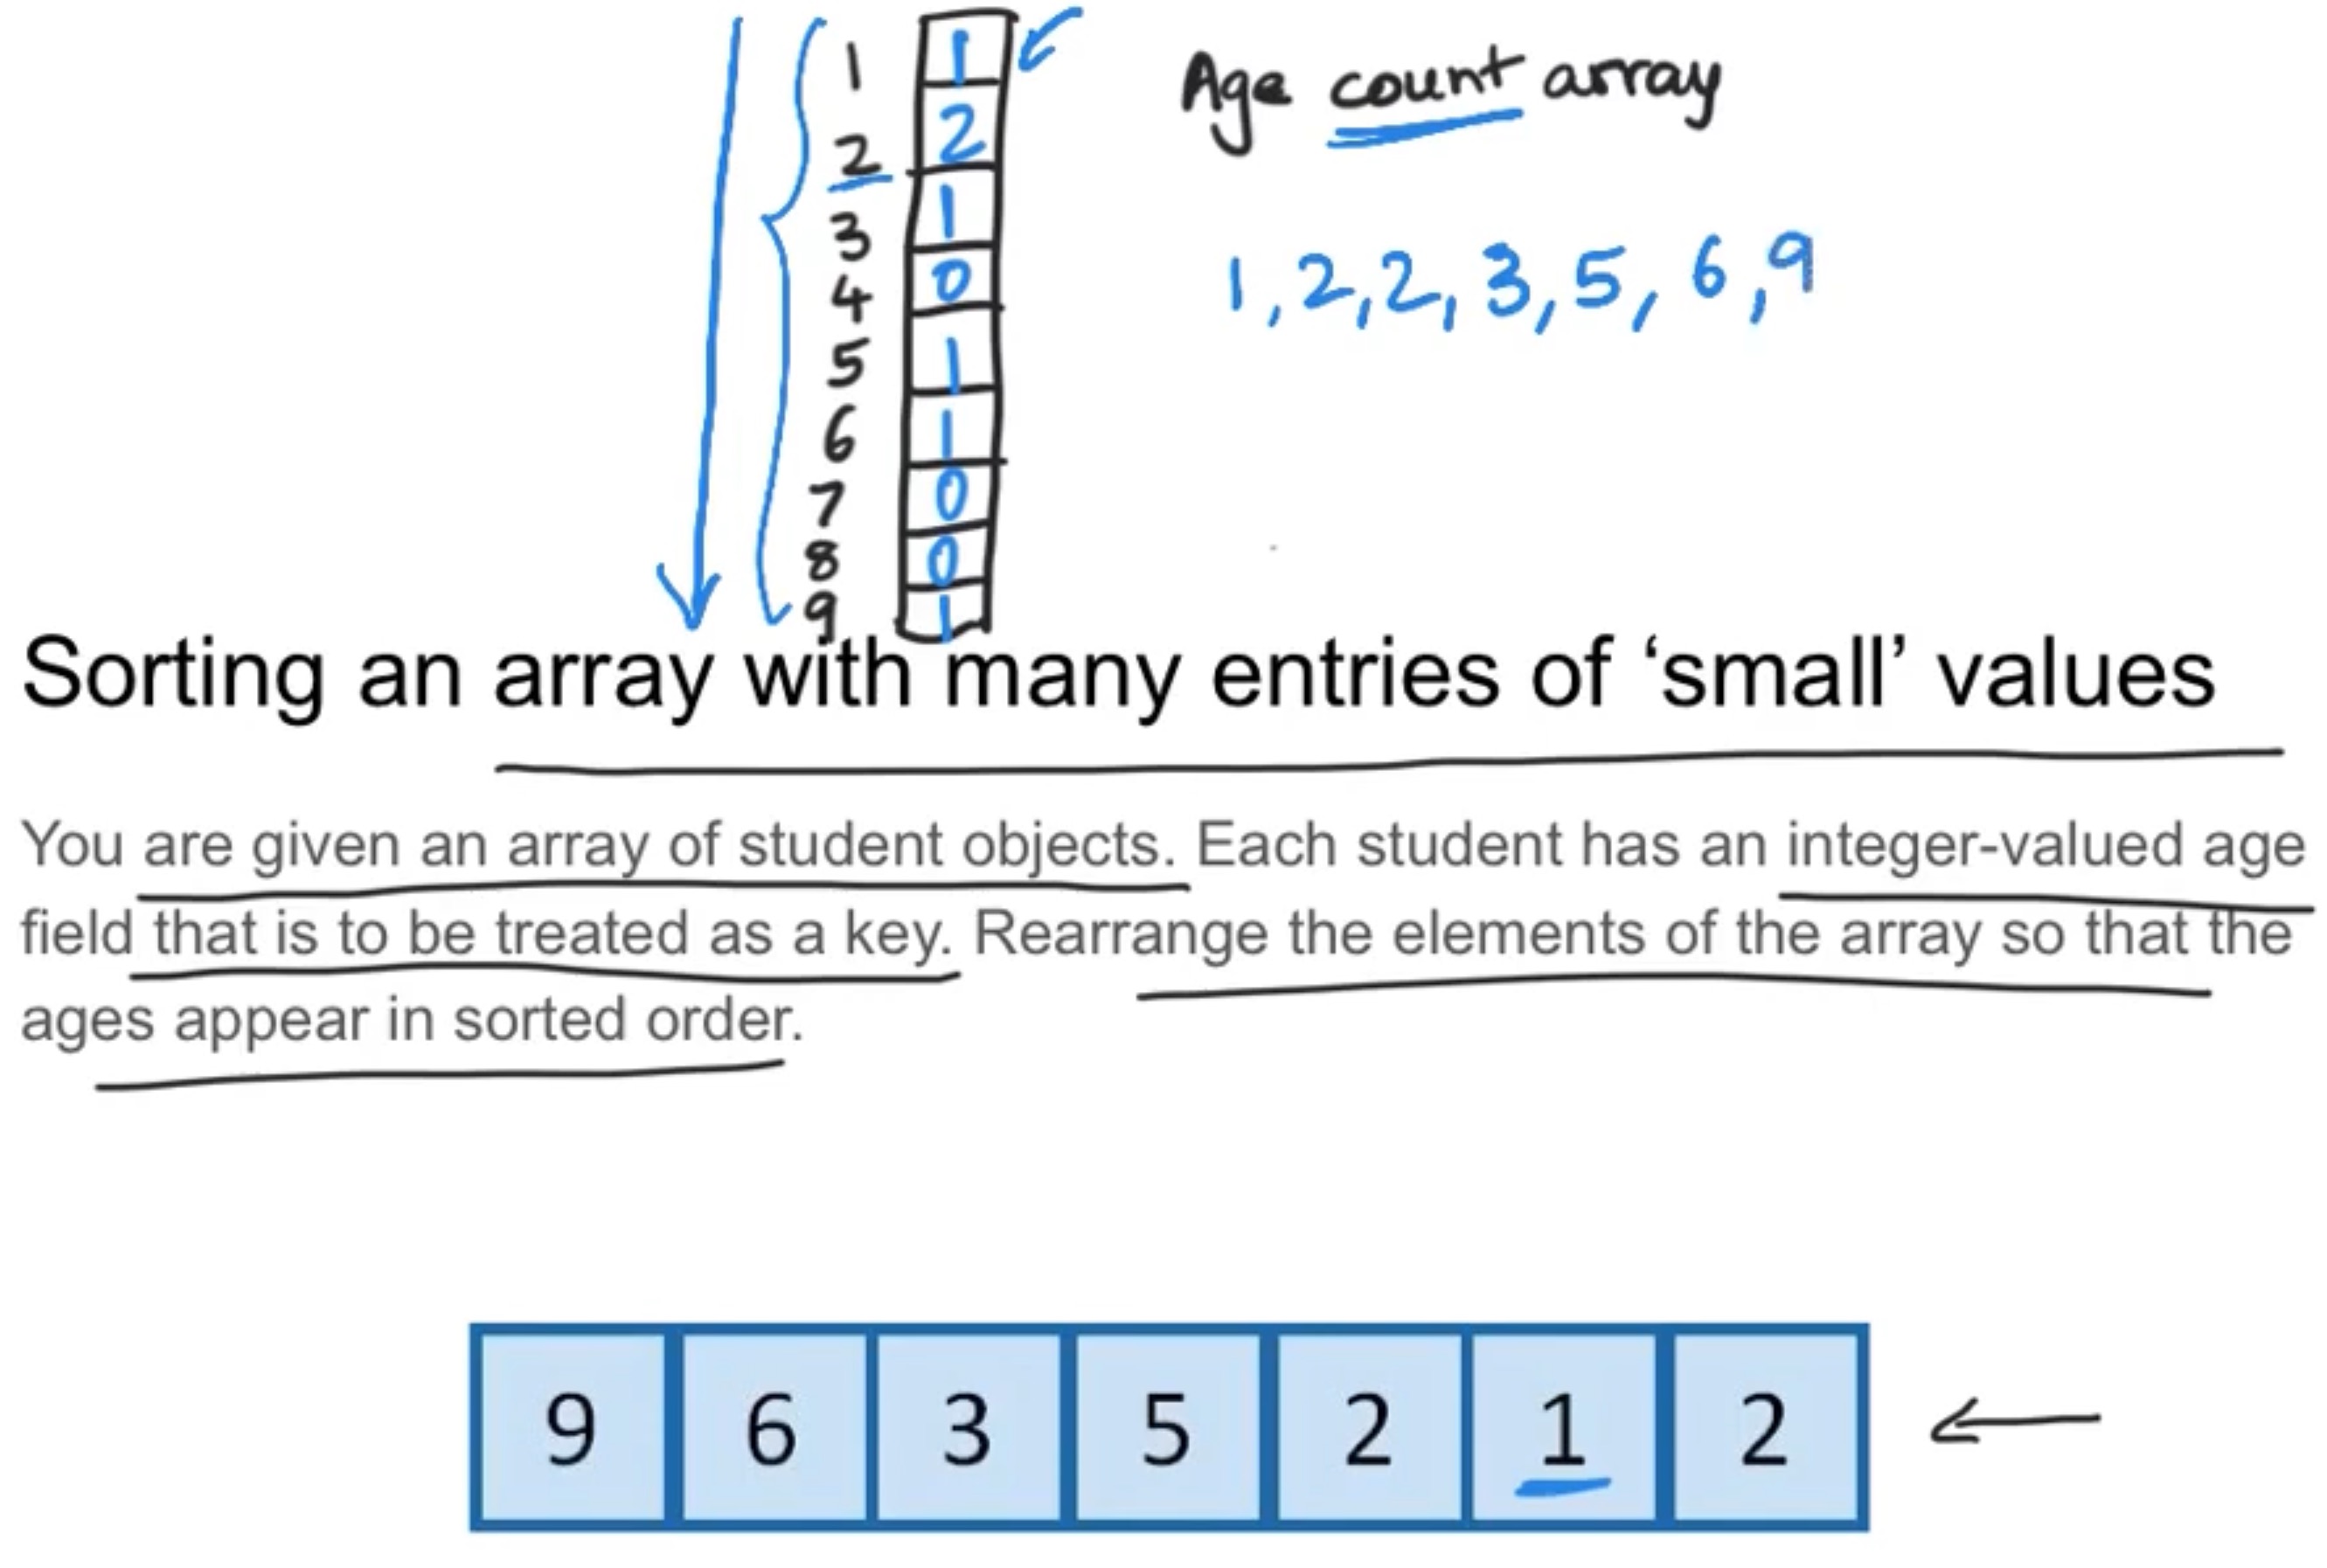 1 1
2 2
3 1
4 0
5 1
6 1
7 0
8 0
9 1
Age count array
1,2,2,3,5,6,9
Sorting an array with many entries of ‘small’ values
You are given an array of student objects. Each student has an integer-valued age
field that is to be treated as a key. Rearrange the elements of the array so that the
ages appear in sorted order.
9 6 3 5 2 1 2